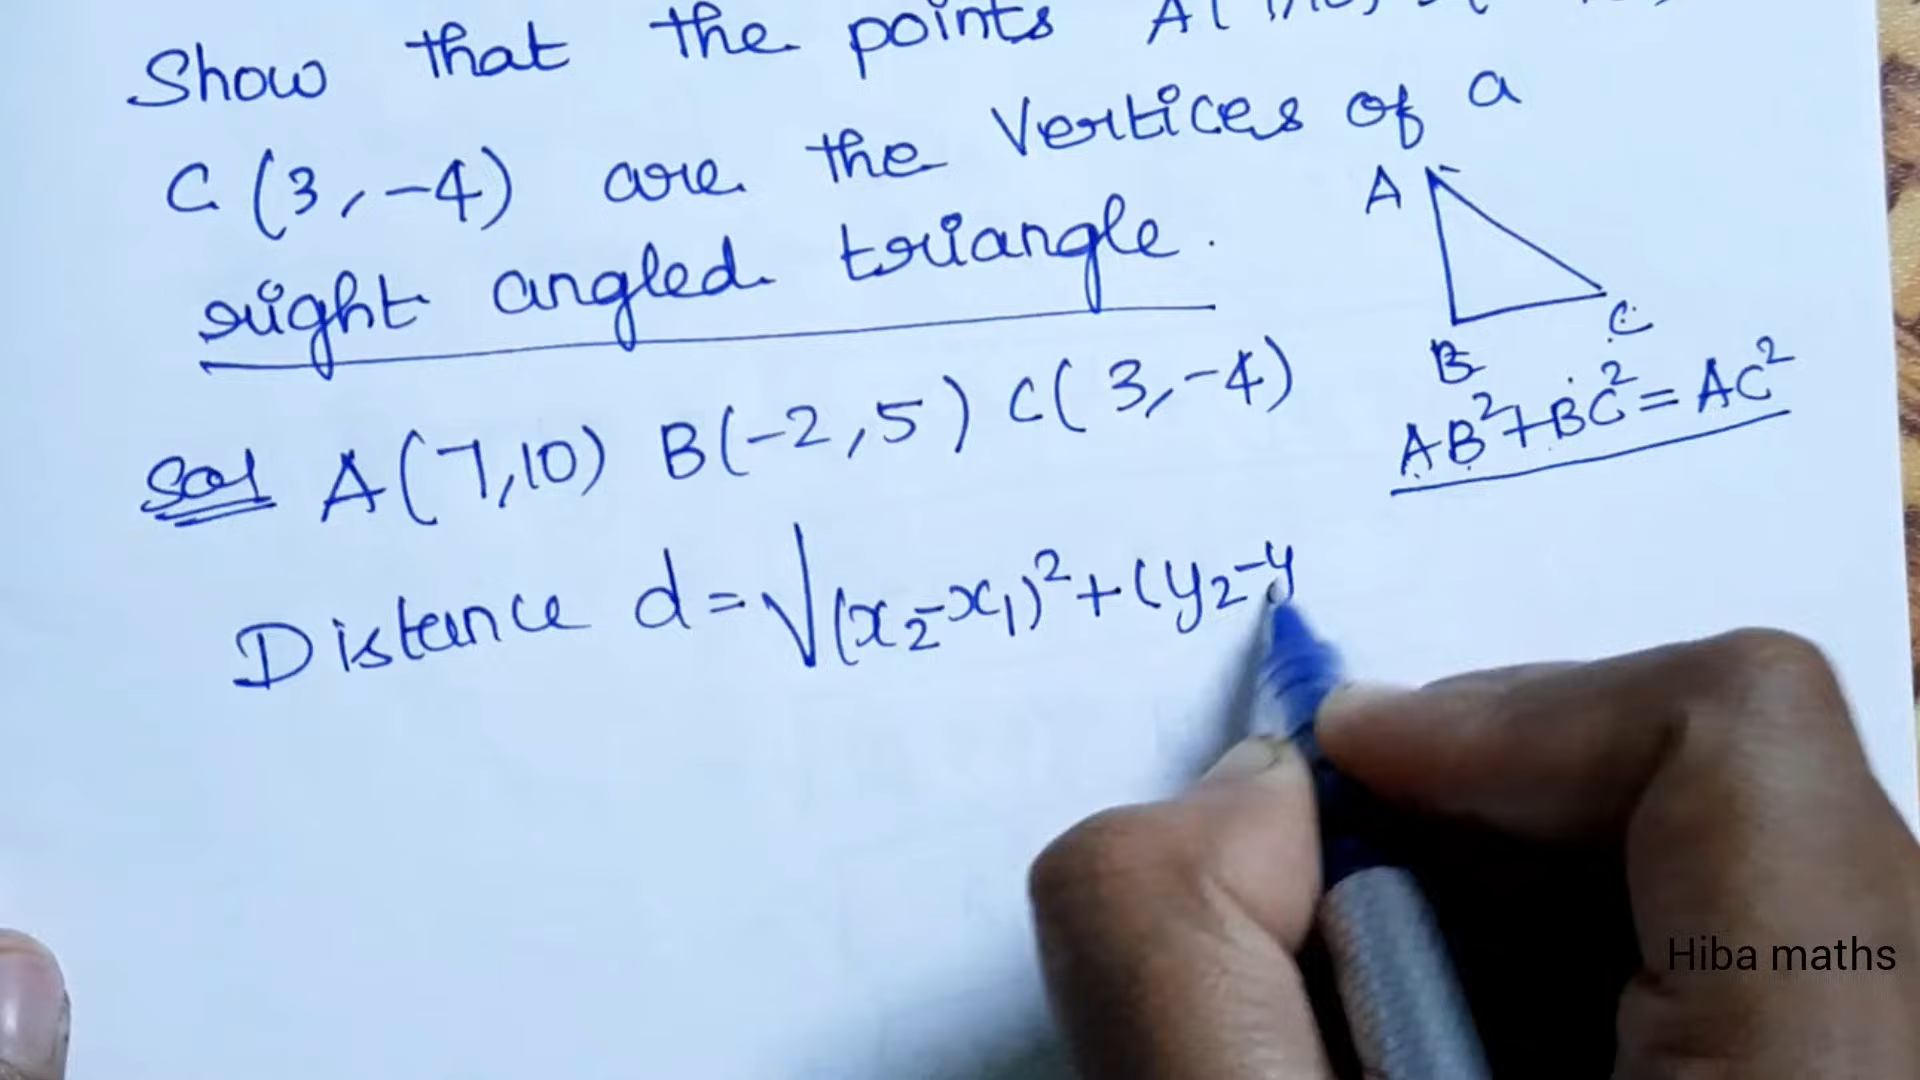 Show that the points A(
C (3, -4) are the Vertices of a
right angled triangle.
A
B
C
AB²+BC²=AC²
Sol A(7,10) B(-2,5) C(3,-4)
Distance d=√(x₂-x₁)²+(y₂-y
Hiba maths